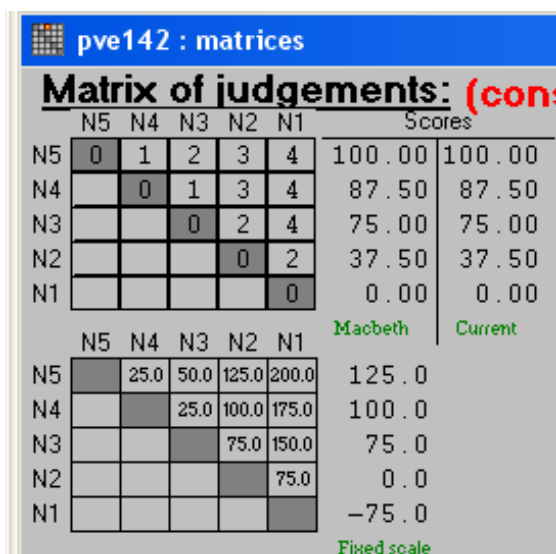 pve142 : matrices
Matrix of judgements: (cons
N5 N4 N3 N2 N1 Scores
N5 0 1 2 3 4 100.00 100.00
N4 0 1 3 4 87.50 87.50
N3 0 2 4 75.00 75.00
N2 0 2 37.50 37.50
N1 0 0.00 0.00
Macbeth Current
N5 N4 N3 N2 N1
N5 25.0 50.0 125.0 200.0 125.0
N4 25.0 100.0 175.0 100.0
N3 75.0 150.0 75.0
N2 75.0 0.0
N1 -75.0
Fixed scale